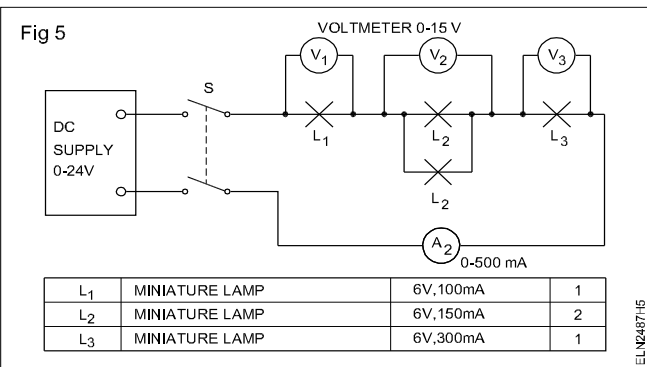 Fig 5
VOLTMETER 0-15 V
V1
V2
V3
S
L1
L2
L3
DC
SUPPLY
0-24V
L2
A2
0-500 mA
L1 MINIATURE LAMP 6V,100mA 1
L2 MINIATURE LAMP 6V,150mA 2
L3 MINIATURE LAMP 6V,300mA 1
ELN2487H5